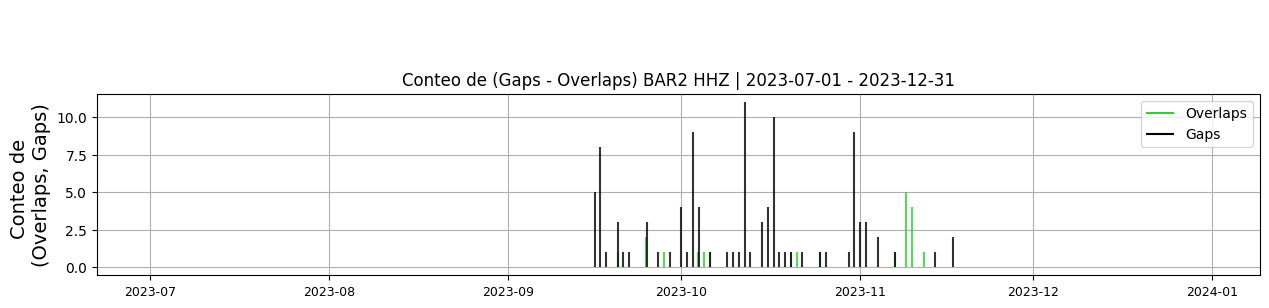 Conteo de (Gaps - Overlaps) BAR2 HHZ | 2023-07-01 - 2023-12-31
Conteo de
(Overlaps, Gaps)
10.0
7.5
5.0
2.5
0.0
Overlaps
Gaps
2023-07 2023-08 2023-09 2023-10 2023-11 2023-12 2024-01